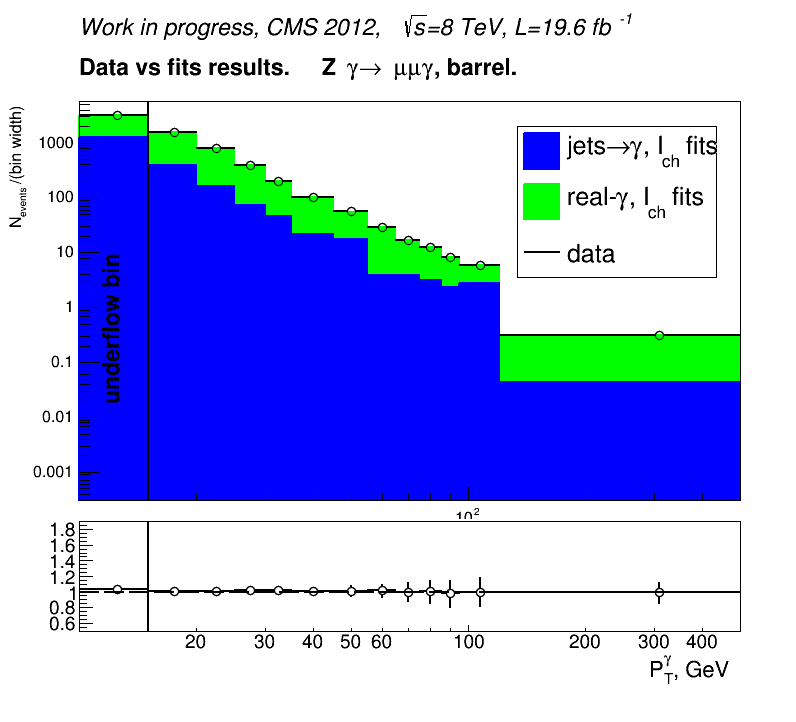 Work in progress, CMS 2012, √s=8 TeV, L=19.6 fb -1
Data vs fits results. Z γ→ μμγ, barrel.
N events /(bin width)
1000
100
10
1
0.1
0.01
0.001
underflow bin
jets→γ, I ch fits
real-γ, I ch fits
data
10 2
1.8
1.6
1.4
1.2
1
0.8
0.6
20 30 40 50 60 100 200 300 400
P T γ, GeV